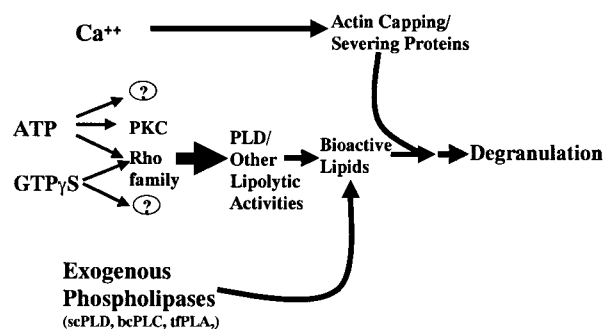 Ca⁺⁺
Actin Capping/
Severing Proteins
?
ATP
PKC
Rho
family
GTPγS
?
PLD/
Other
Lipolytic
Activities
Bioactive
Lipids
Degranulation
Exogenous
Phospholipases
(scPLD, bcPLC, tfPLA₂)